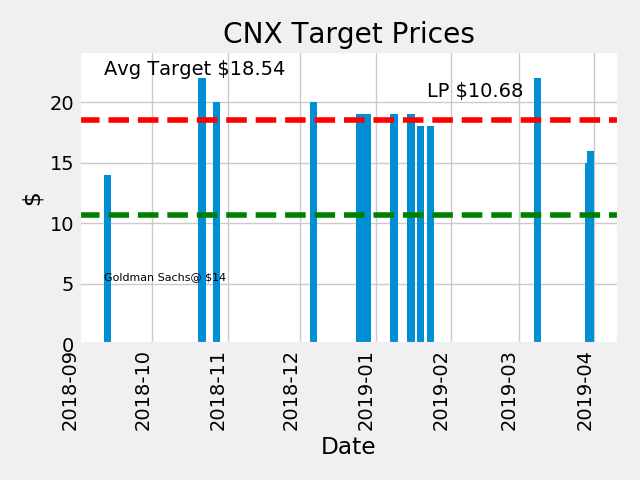 CNX Target Prices
Avg Target $18.54
LP $10.68
20
15
10
5
0
$
Goldman Sachs@ $14
2018-09
2018-10
2018-11
2018-12
2019-01
2019-02
2019-03
2019-04
Date